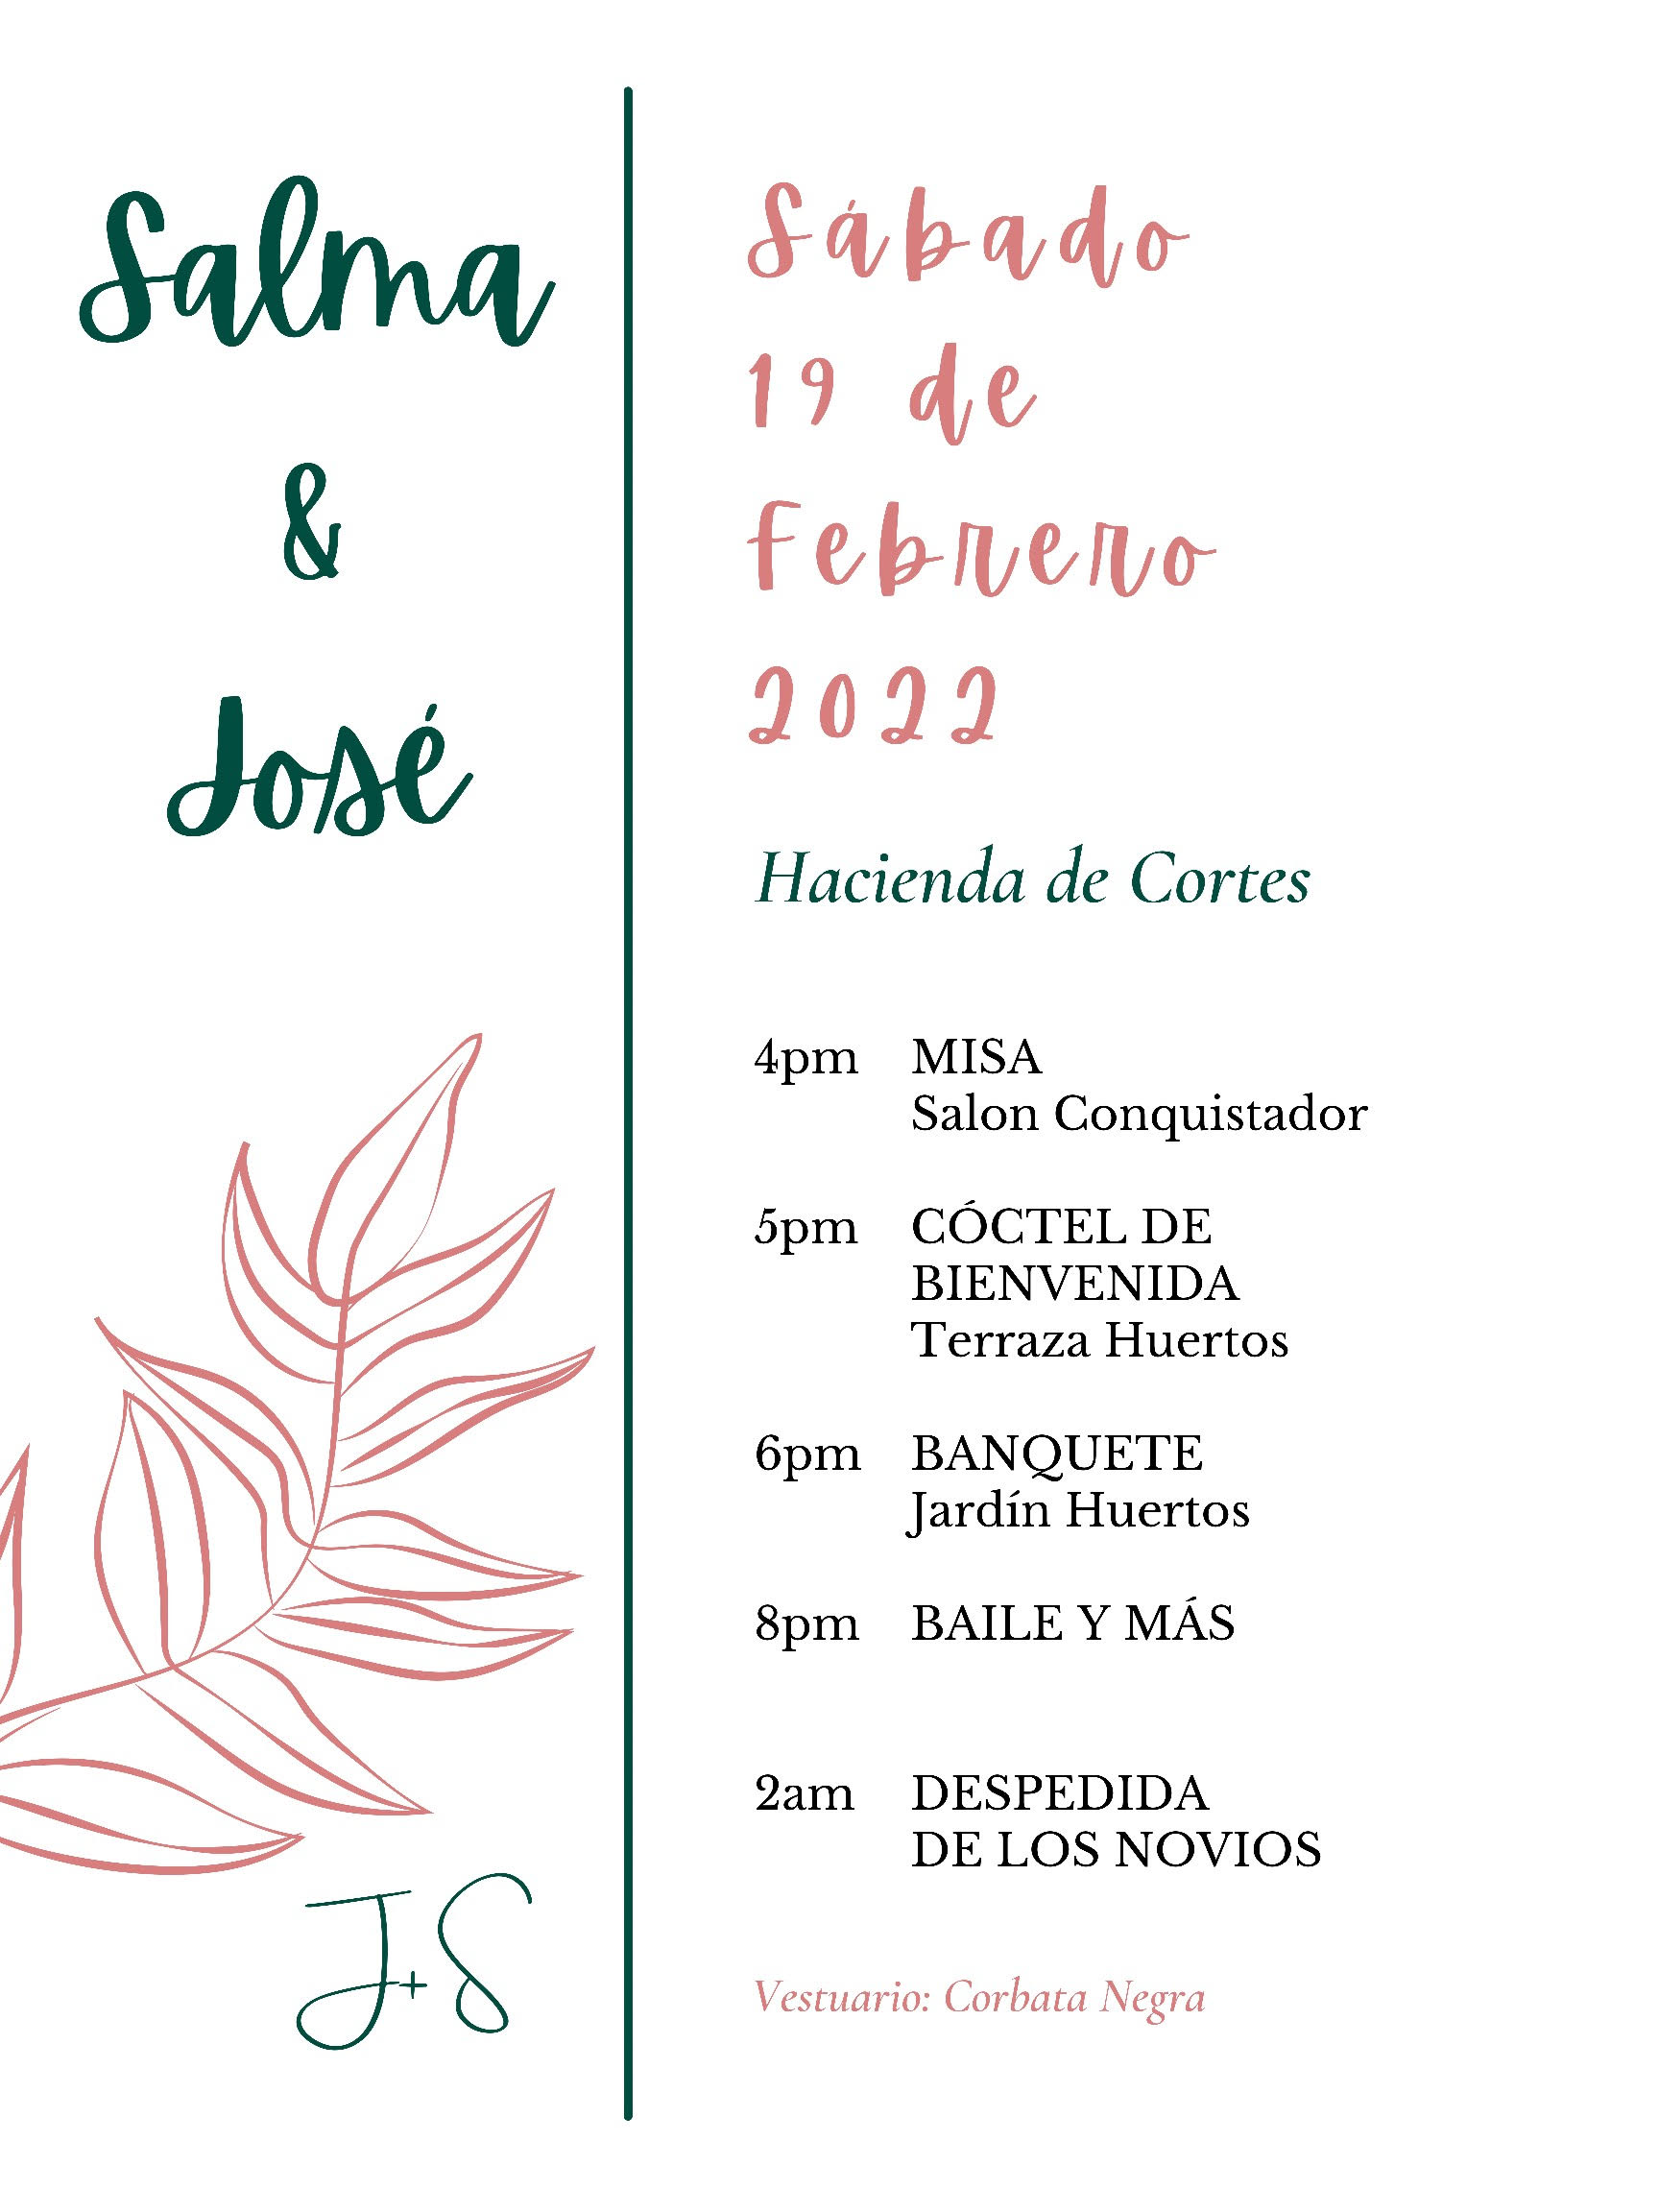 Salma
&
José
J+S
Sábado
19 de
Febrero
2022
Hacienda de Cortes
4pm MISA
Salon Conquistador
5pm CÓCTEL DE
BIENVENIDA
Terraza Huertos
6pm BANQUETE
Jardín Huertos
8pm BAILE Y MÁS
2am DESPEDIDA
DE LOS NOVIOS
Vestuario: Corbata Negra